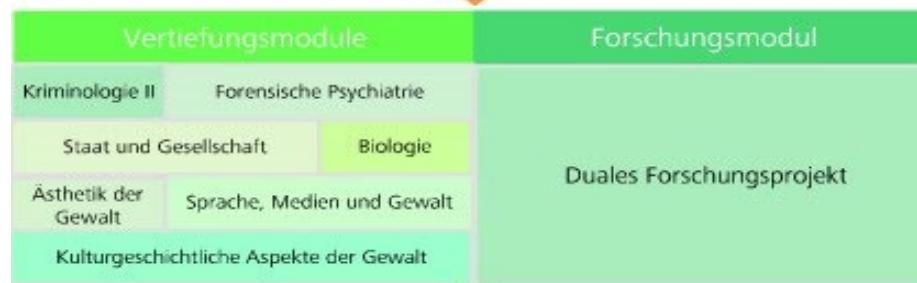 Vertiefungsmodule
Forschungsmodul
Kriminologie II
Forensische Psychiatrie
Staat und Gesellschaft
Biologie
Ästhetik der
Gewalt
Sprache, Medien und Gewalt
Kulturgeschichtliche Aspekte der Gewalt
Duales Forschungsprojekt